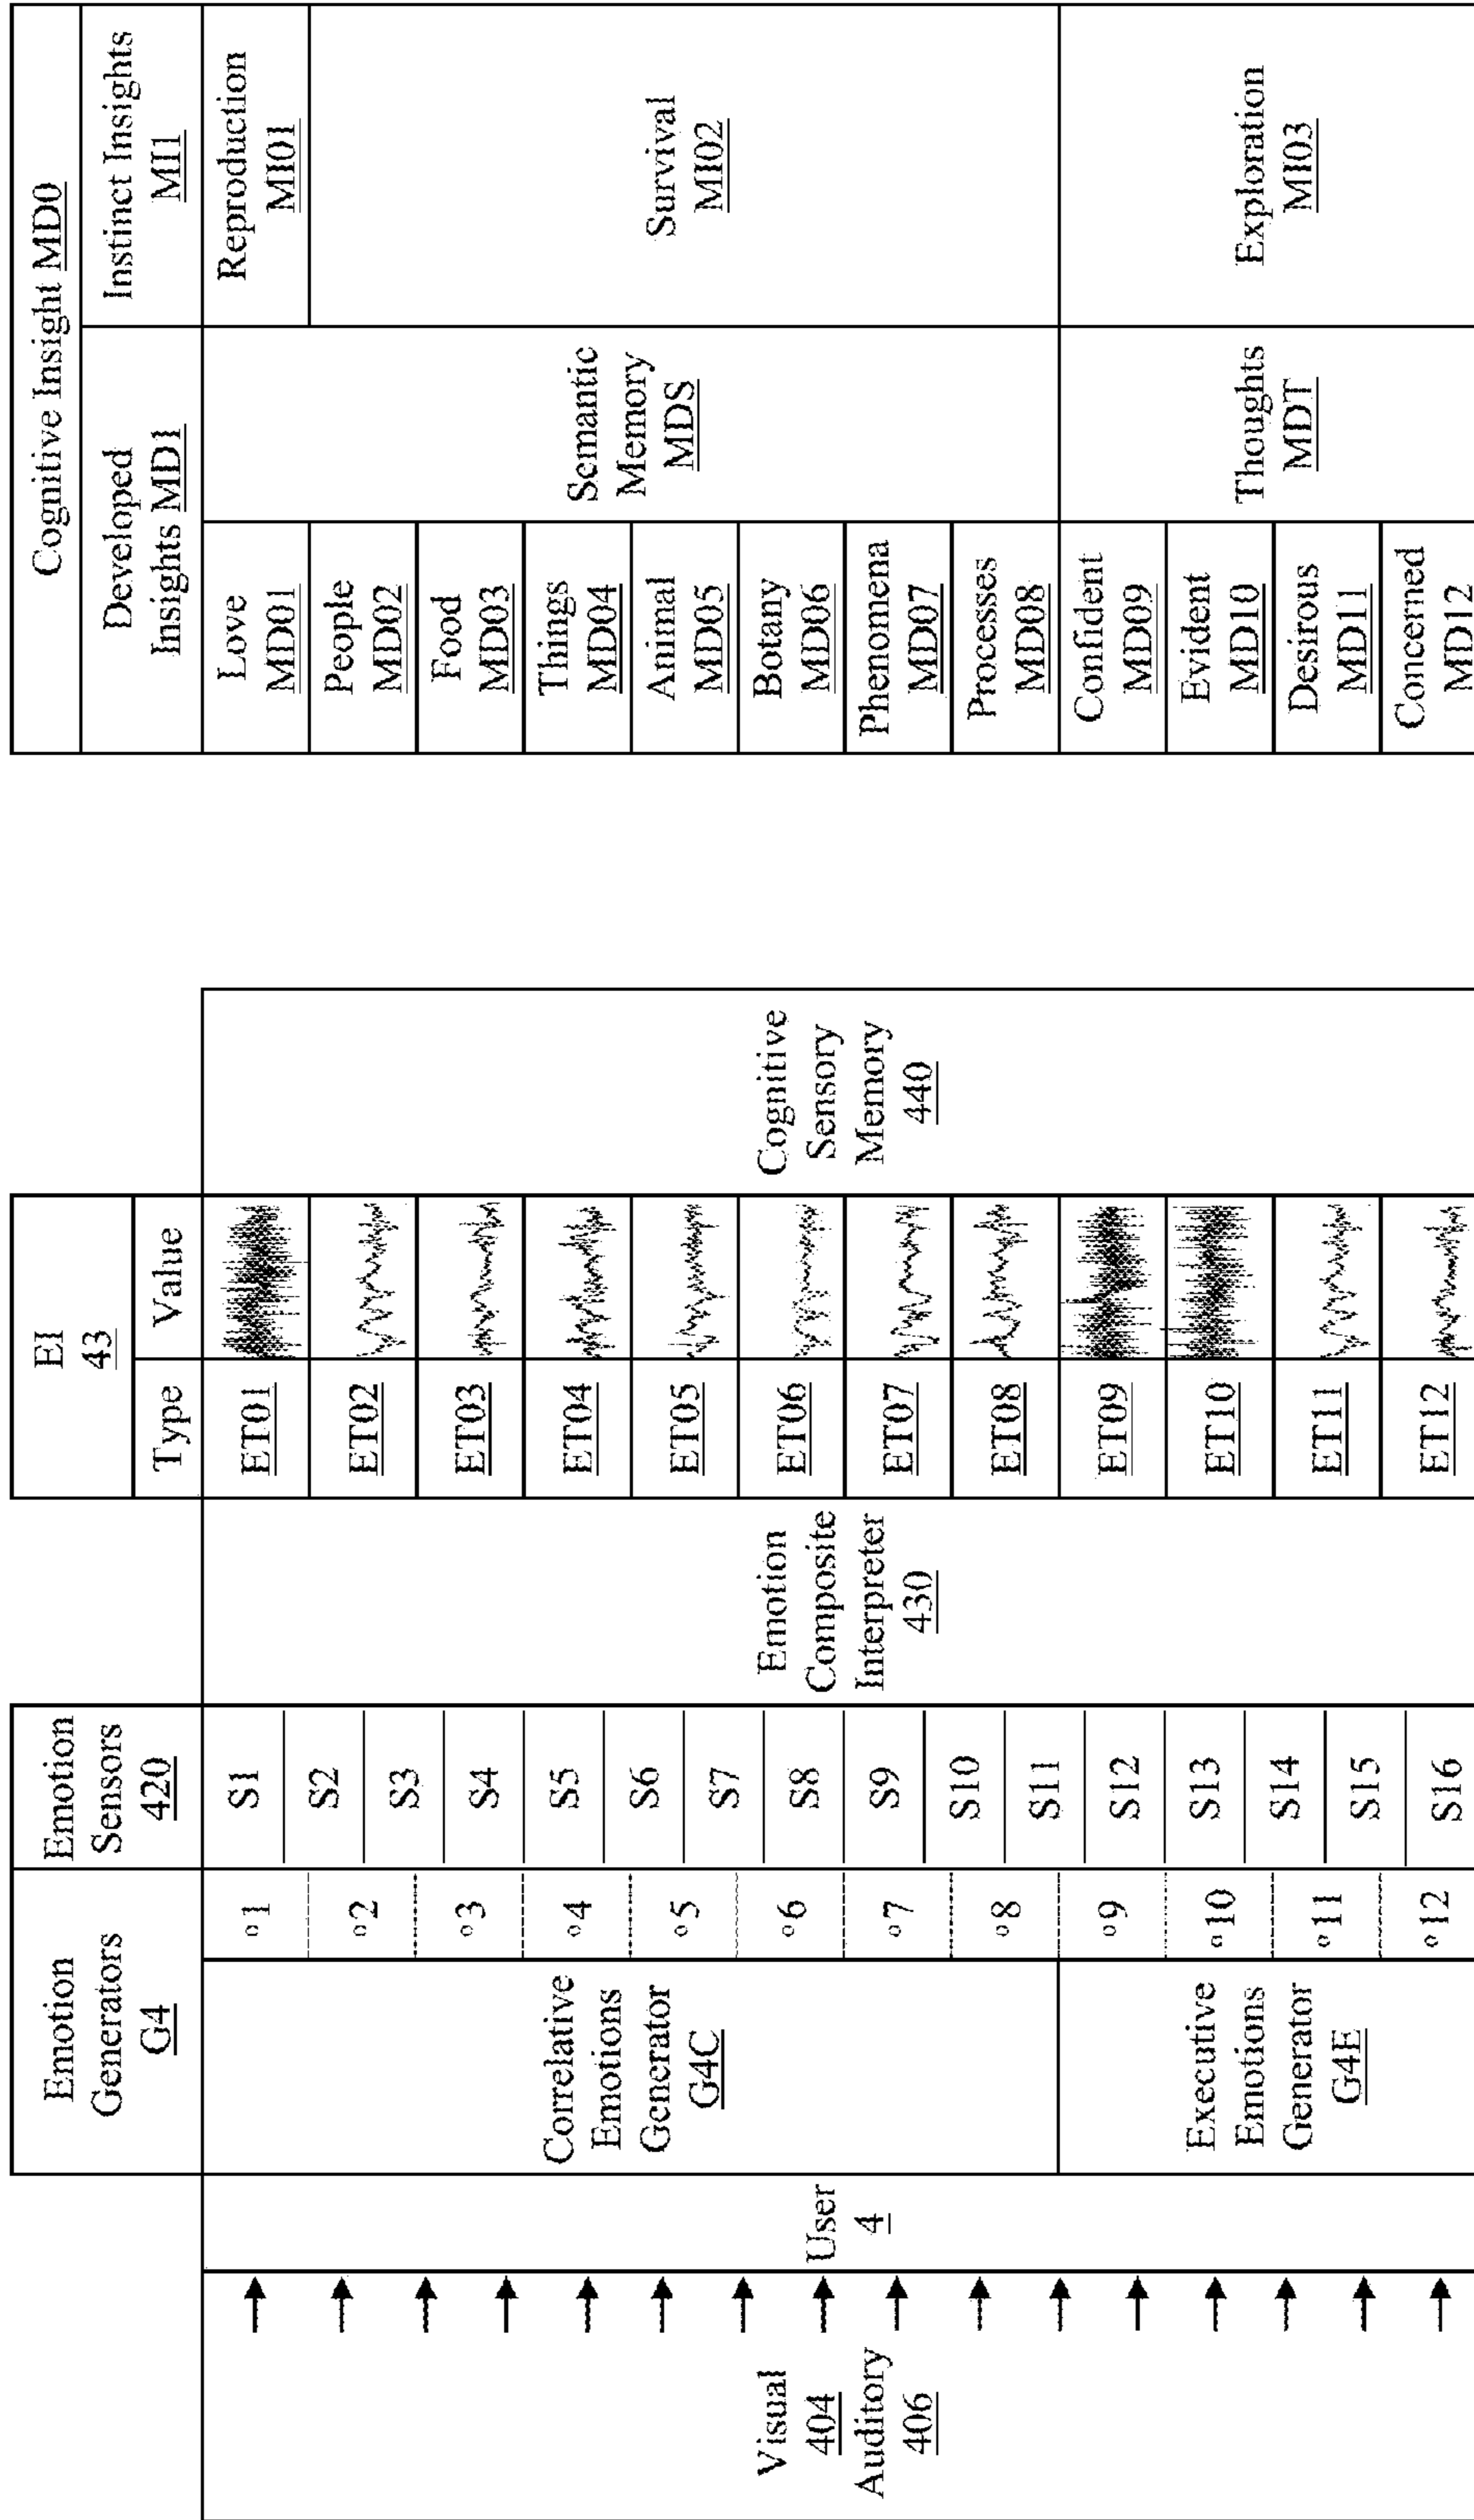 Visual
404
Auditory
406
User
4
Emotion
Generators
G4
Correlative
Emotions
Generator
G4C
Executive
Emotions
Generator
G4E
°1
°2
°3
°4
°5
°6
°7
°8
°9
°10
°11
°12
Emotion
Sensors
420
S1
S2
S3
S4
S5
S6
S7
S8
S9
S10
S11
S12
S13
S14
S15
S16
Emotion
Composite
Interpreter
430
EI
43
Type
Value
ET01
ET02
ET03
ET04
ET05
ET06
ET07
ET08
ET09
ET10
ET11
ET12
Cognitive
Sensory
Memory
440
Cognitive Insight MD0
Developed
Insights MD1
Instinct Insights
MI1
Love
MD01
People
MD02
Food
MD03
Things
MD04
Animal
MD05
Botany
MD06
Phenomena
MD07
Processes
MD08
Confident
MD09
Evident
MD10
Desirous
MD11
Concerned
MD12
Semantic
Memory
MDS
Thoughts
MDT
Reproduction
MI01
Survival
MI02
Exploration
MI03